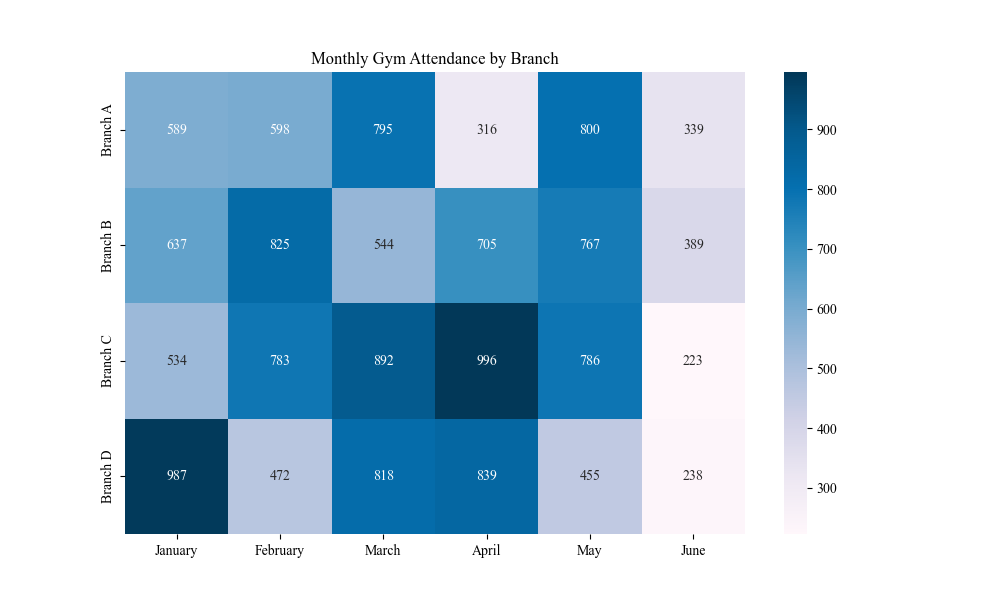 Monthly Gym Attendance by Branch
Branch A 589 598 795 316 800 339
Branch B 637 825 544 705 767 389
Branch C 534 783 892 996 786 223
Branch D 987 472 818 839 455 238
January February March April May June
900
800
700
600
500
400
300